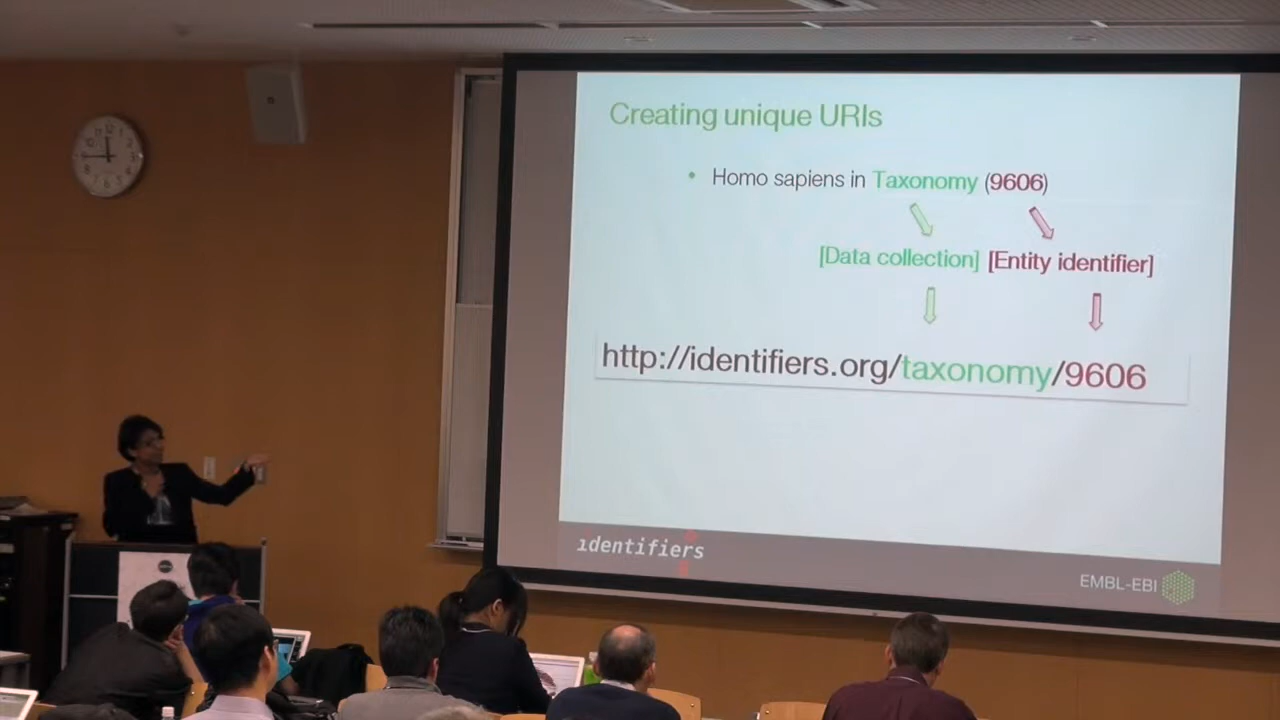 Creating unique URIs
• Homo sapiens in Taxonomy (9606)
[Data collection] [Entity identifier]
http://identifiers.org/taxonomy/9606
ıdentifiers
EMBL-EBI